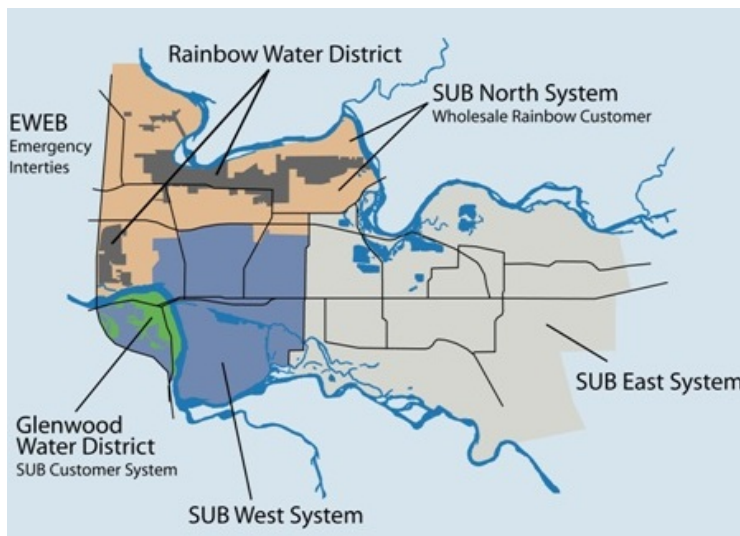 Rainbow Water District
SUB North System
Wholesale Rainbow Customer
EWEB
Emergency
Interties
SUB East System
Glenwood
Water District
SUB Customer System
SUB West System